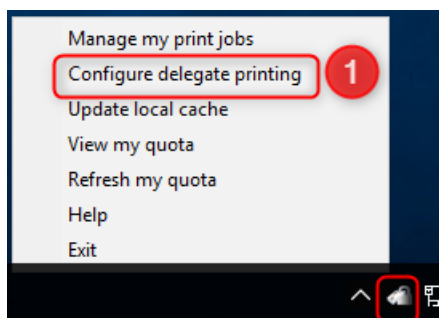 Manage my print jobs
Configure delegate printing
1
Update local cache
View my quota
Refresh my quota
Help
Exit